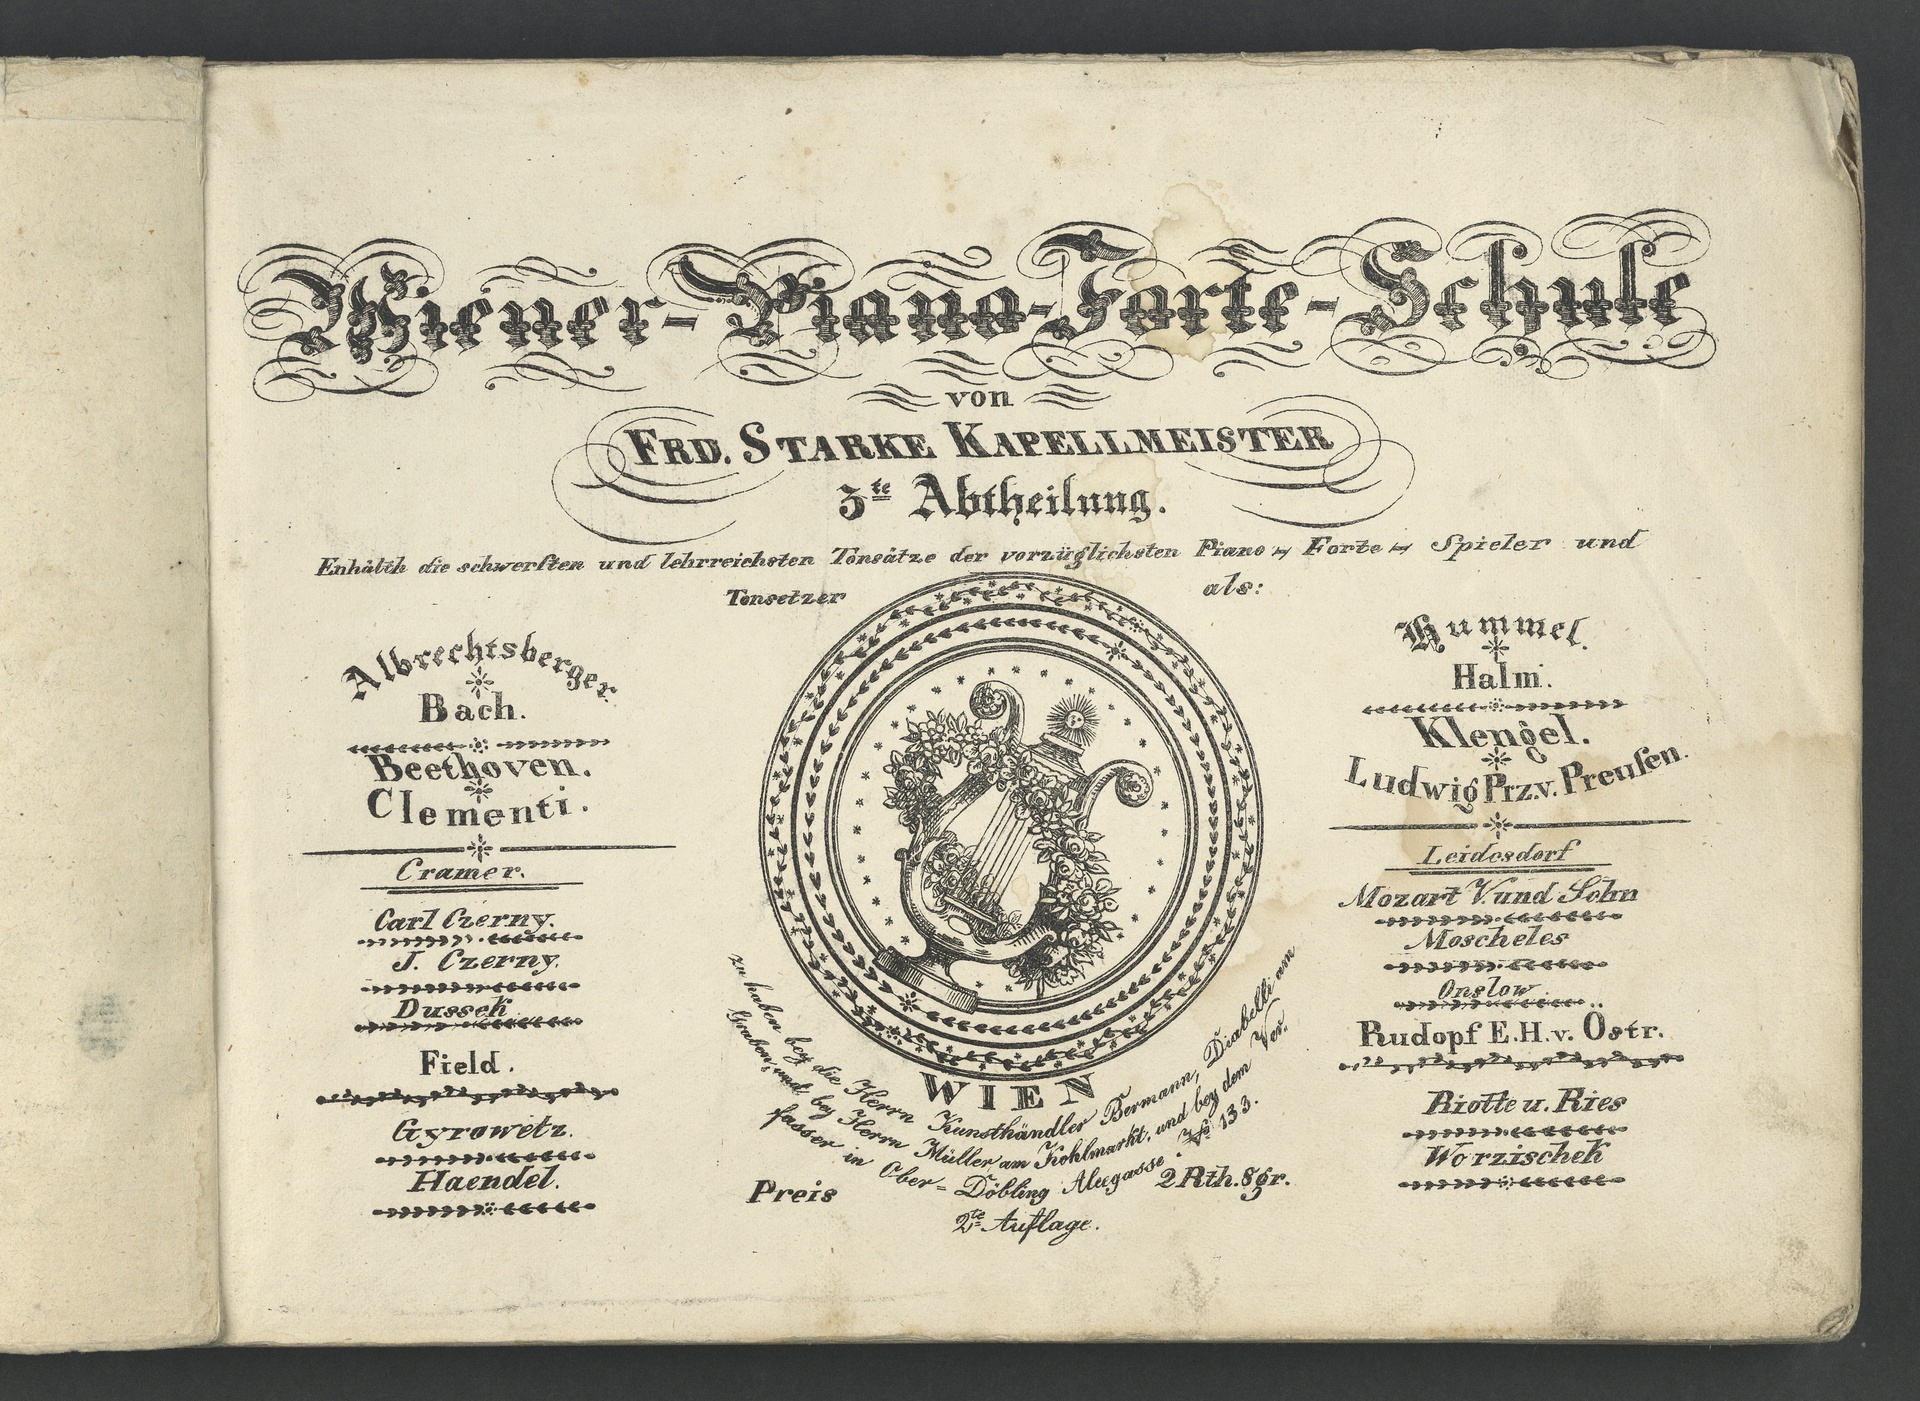 Wiener-Piano-Forte-Schule
von
FRD. STARKE KAPELLMEISTER
3te Abtheilung.
Enhälth die schwersten und lehrreichsten Tonsätze der vorzüglichsten Piano-Forte-Spieler und
Tonsetzer als:
Albrechtsberger.
Bach.
Beethoven.
Clementi.
Cramer.
Carl Czerny.
J. Czerny.
Dussek
Field.
Gyrowetz.
Haendel.
Hummel.
Halm.
Klengel.
Ludwig Prz.v. Preusen.
Leidesdorf
Mozart V. und Sohn
Moscheles
Onslow
Rudopf E.H.v. Östr.
Riotte u. Ries
Worzischek
WIEN
zu haben bey die Herrn Kunsthändler Bermann, Diabelli am
Graben, und bey Herrn Müller am Kohlmarkt, und bey dem Ver.
fasser in Ober-Döbling Aleegasse. No 133.
Preis 2 Rth. 8 gr.
2te Auflage.